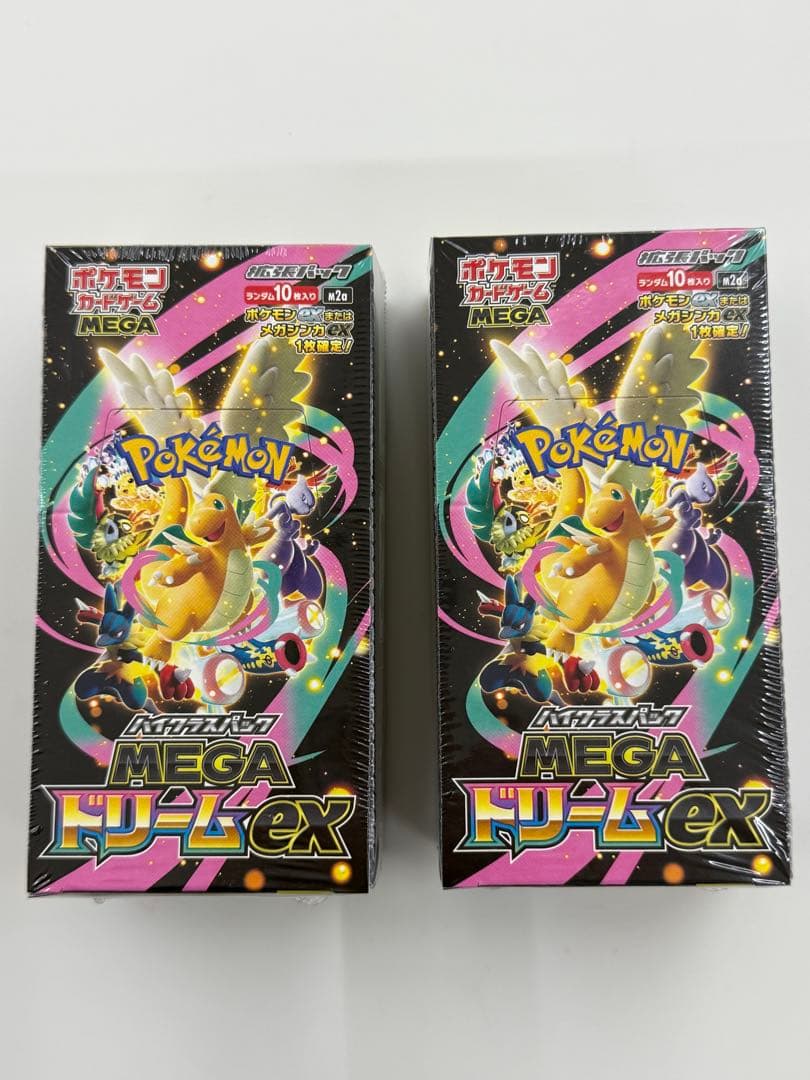 ポケモン
カードゲーム
MEGA
拡張パック
ランダム10枚入り
M2a
ポケモンexまたは
メガシンカex
1枚確定!
POKéMON
ハイクラスパック
MEGA
ドリームex
ポケモン
カードゲーム
MEGA
拡張パック
ランダム10枚入り
M2a
ポケモンexまたは
メガシンカex
1枚確定!
POKéMON
ハイクラスパック
MEGA
ドリームex